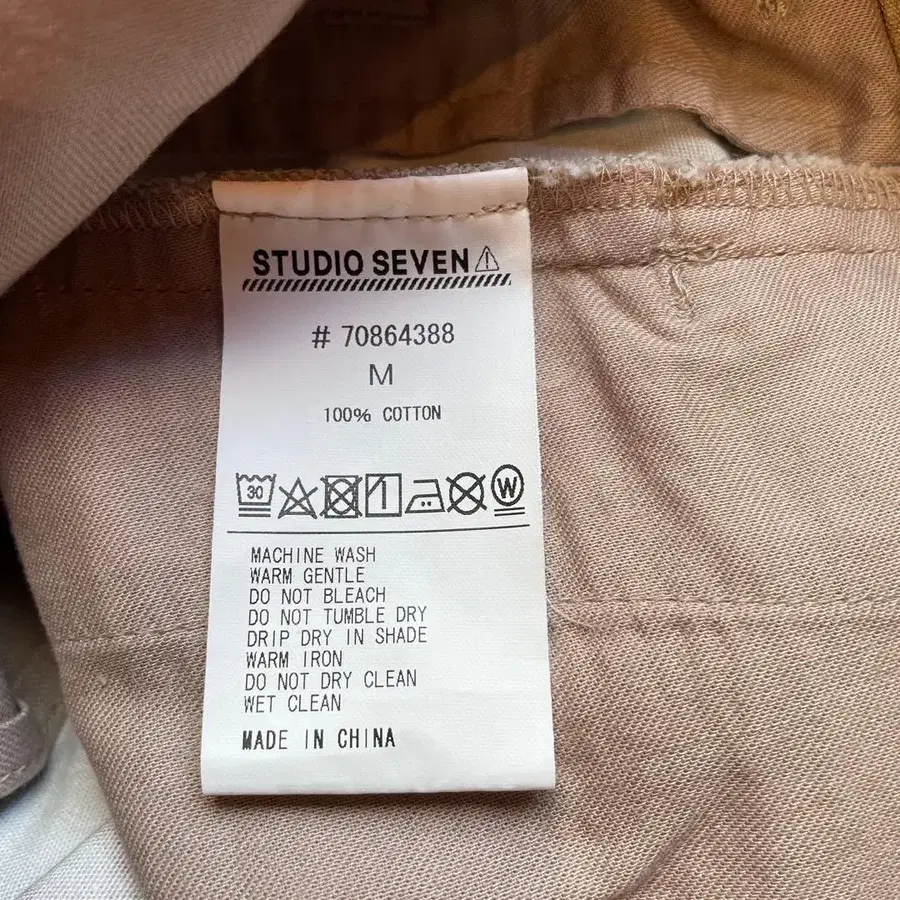 STUDIO SEVEN
# 70864388
M
100% COTTON
30 W
MACHINE WASH
WARM GENTLE
DO NOT BLEACH
DO NOT TUMBLE DRY
DRIP DRY IN SHADE
WARM IRON
DO NOT DRY CLEAN
WET CLEAN
MADE IN CHINA